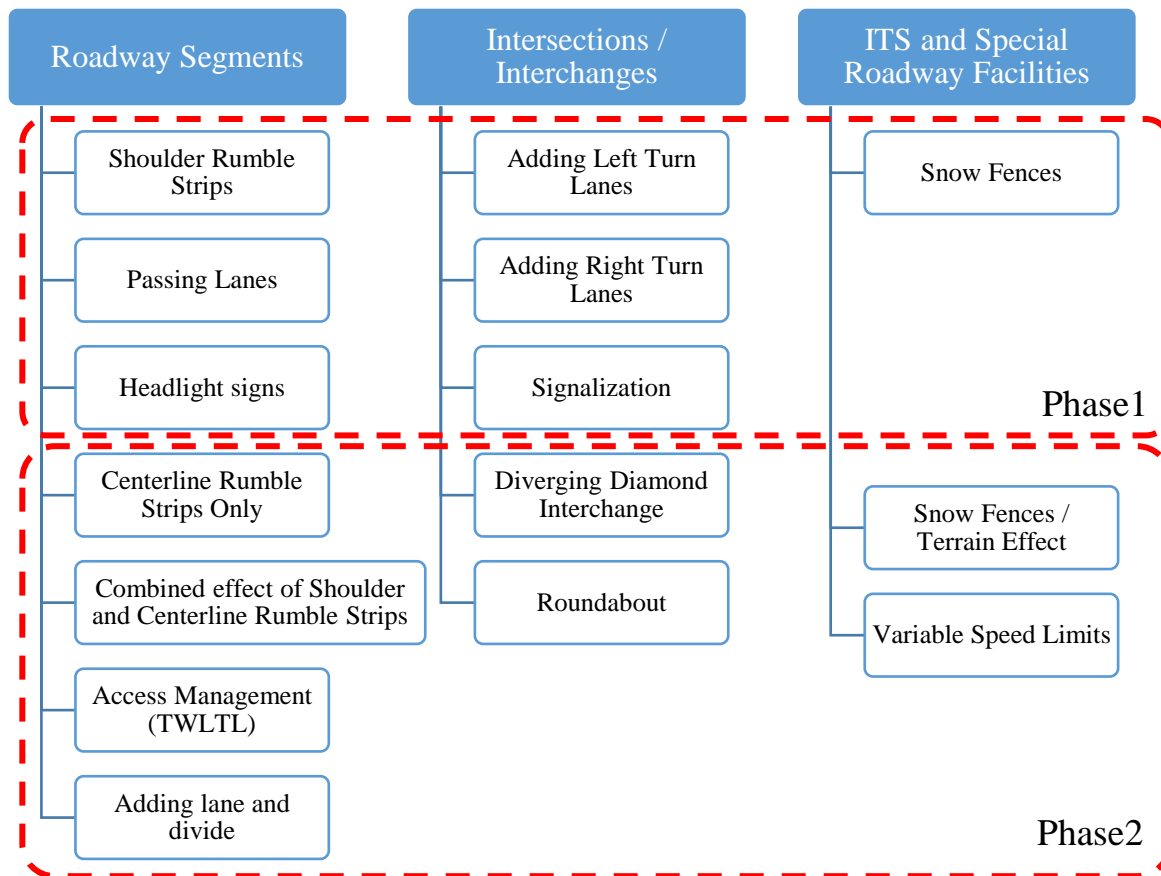 Roadway Segments
Intersections /
Interchanges
ITS and Special
Roadway Facilities
Shoulder Rumble
Strips
Adding Left Turn
Lanes
Snow Fences
Passing Lanes
Adding Right Turn
Lanes
Headlight signs
Signalization
Phase1
Centerline Rumble
Strips Only
Diverging Diamond
Interchange
Snow Fences /
Terrain Effect
Combined effect of Shoulder
and Centerline Rumble Strips
Roundabout
Variable Speed Limits
Access Management
(TWLTL)
Adding lane and
divide
Phase2